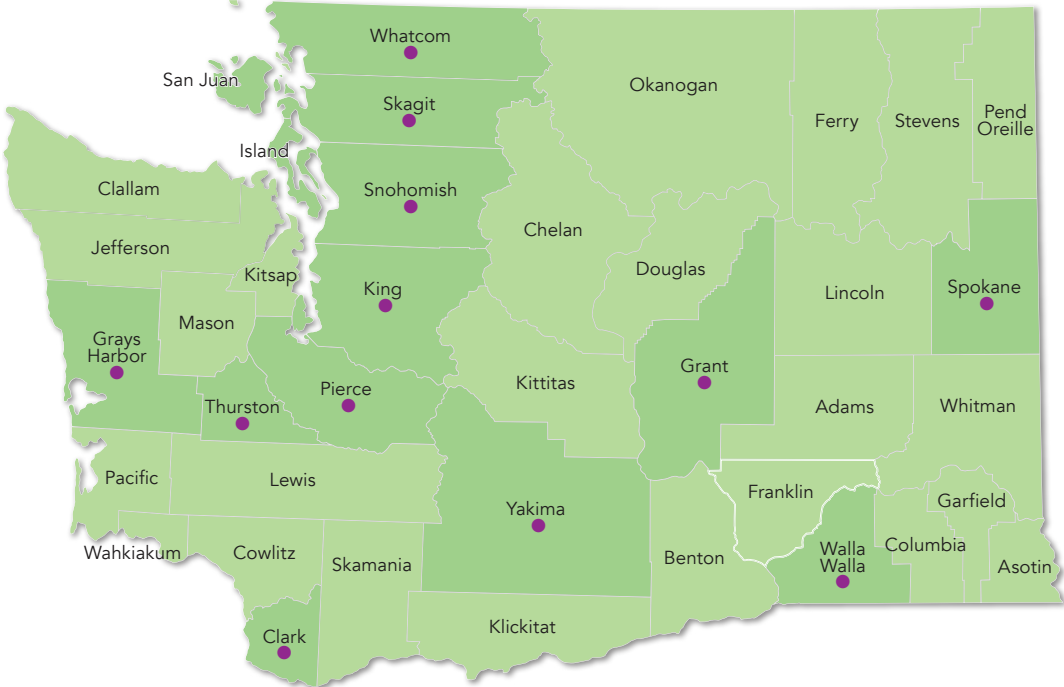 Whatcom
San Juan
Skagit
Okanogan
Ferry
Stevens
Pend
Oreille
Island
Clallam
Snohomish
Chelan
Jefferson
Kitsap
Douglas
King
Lincoln
Spokane
Mason
Grays
Harbor
Grant
Kittitas
Pierce
Thurston
Adams
Whitman
Pacific
Lewis
Franklin
Garfield
Yakima
Wahkiakum
Cowlitz
Skamania
Benton
Walla
Walla
Columbia
Asotin
Klickitat
Clark